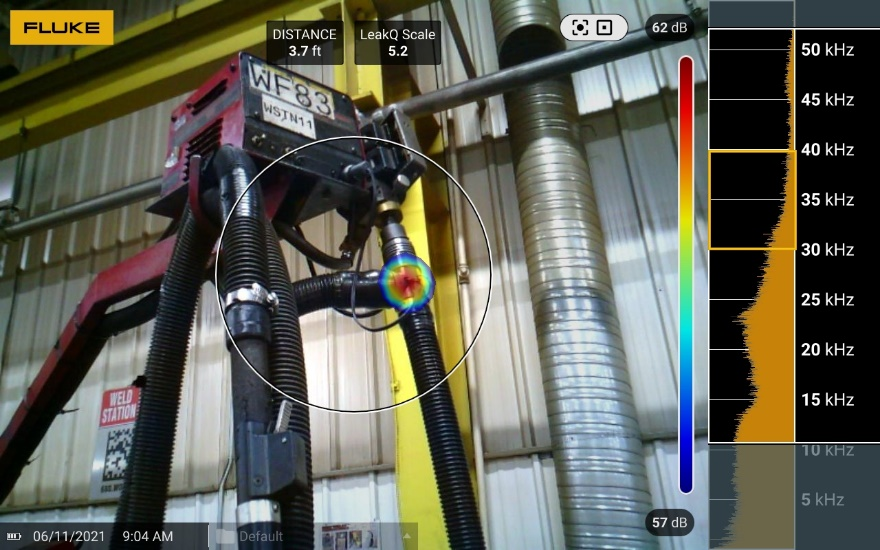 FLUKE
DISTANCE
3.7 ft
LeakQ Scale
5.2
62 dB
50 kHz
45 kHz
40 kHz
35 kHz
30 kHz
25 kHz
20 kHz
15 kHz
10 kHz
5 kHz
57 dB
WF83
WSTN11
WELD
STATION
06/11/2021
9:04 AM
Default